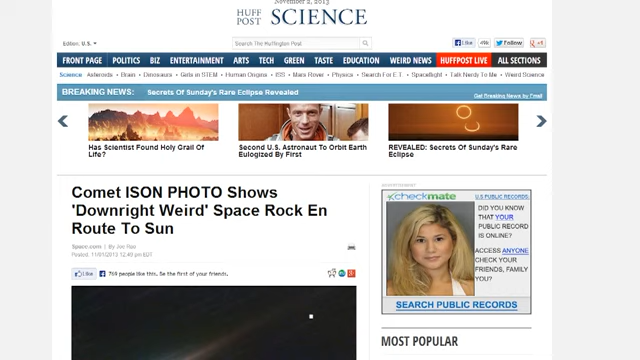 November 2, 2013
HUFF
POST
SCIENCE
Edition: U.S.
Search The Huffington Post
Like
49k
Follow
+1
FRONT PAGE POLITICS BIZ ENTERTAINMENT ARTS TECH GREEN TASTE EDUCATION WEIRD NEWS HUFFPOST LIVE ALL SECTIONS
Science Asteroids • Brain • Dinosaurs • Girls in STEM • Human Origins • ISS • Mars Rover • Physics • Search For E.T. • Spaceflight • Talk Nerdy To Me • Weird Science
BREAKING NEWS: Secrets Of Sunday's Rare Eclipse Revealed
Get Breaking News by Email
Has Scientist Found Holy Grail Of
Life?
Second U.S. Astronaut To Orbit Earth
Eulogized By First
REVEALED: Secrets Of Sunday's Rare
Eclipse
Comet ISON PHOTO Shows
'Downright Weird' Space Rock En
Route To Sun
Space.com | By Joe Rao
Posted: 11/01/2013 12:49 pm EDT
Like
769 people like this. Be the first of your friends.
ADVERTISEMENT
checkmate
U.S PUBLIC RECORDS
DID YOU
KNOW THAT
THAT YOUR
PUBLIC RECORD
IS ONLINE?
ACCESS ANYONE
CHECK YOUR
FRIENDS, FAMILY
YOU?
SEARCH PUBLIC RECORDS
MOST POPULAR